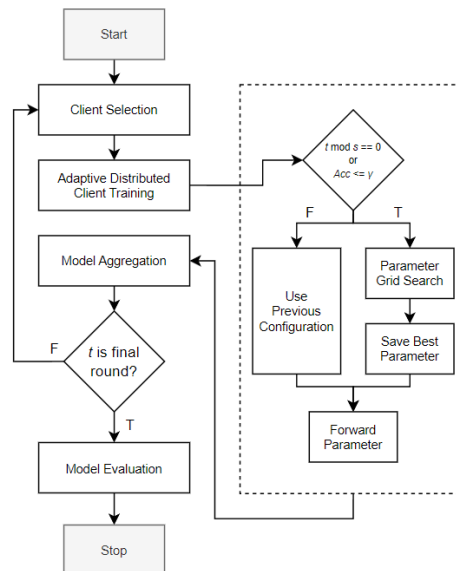 Start
Client Selection
Adaptive Distributed
Client Training
Model Aggregation
t is final
round?
F
T
Model Evaluation
Stop
t mod s == 0
or
Acc <= γ
F
T
Use
Previous
Configuration
Parameter
Grid Search
Save Best
Parameter
Forward
Parameter